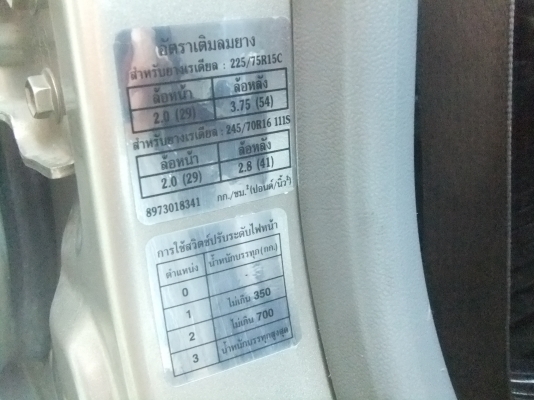 อัตราเติมลมยาง
สำหรับยางเรเดียล : 225/75R15C
ล้อหน้า ล้อหลัง
2.0 (29) 3.75 (54)
สำหรับยางเรเดียล : 245/70R16 111S
ล้อหน้า ล้อหลัง
2.0 (29) 2.8 (41)
8973018341 กก./ซม.² (ปอนด์/นิ้ว²)
การใช้สวิตช์ปรับระดับไฟหน้า
ตำแหน่ง น้ำหนักบรรทุก(กก.)
0 -
1 ไม่เกิน 350
2 ไม่เกิน 700
3 น้ำหนักบรรทุกสูงสุด